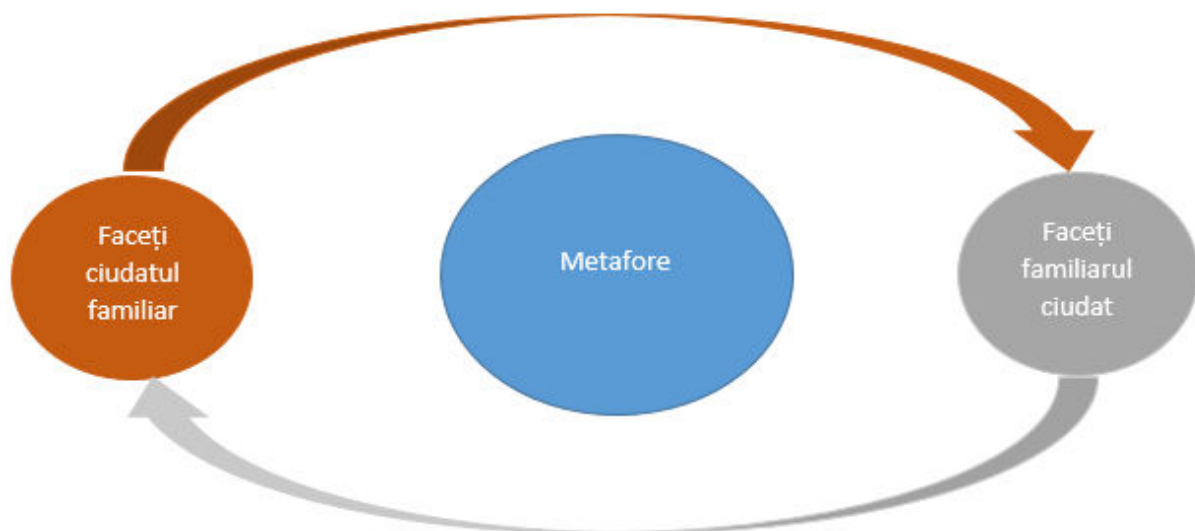 Faceți
ciudatul
familiar
Metafore
Faceți
familiarul
ciudat